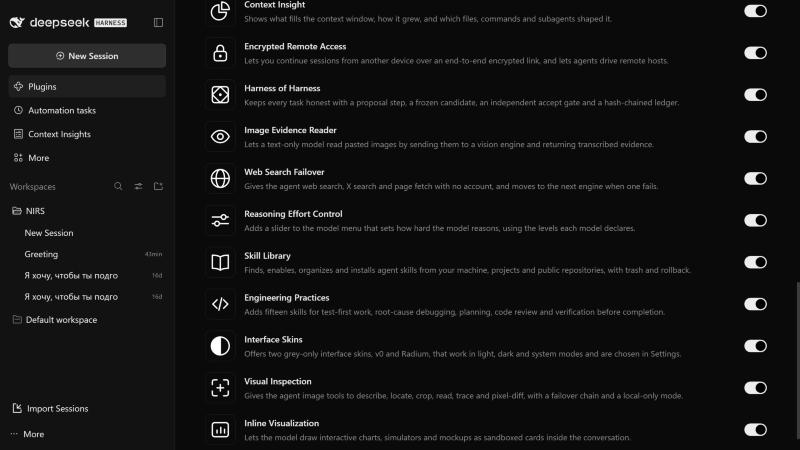 deepseek HARNESS
New Session
Plugins
Automation tasks
Context Insights
More
Workspaces
NIRS
New Session
Greeting 43min
Я хочу, чтобы ты подго 16d
Я хочу, чтобы ты подго 16d
Default workspace
Import Sessions
More
Context Insight
Shows what fills the context window, how it grew, and which files, commands and subagents shaped it.
Encrypted Remote Access
Lets you continue sessions from another device over an end-to-end encrypted link, and lets agents drive remote hosts.
Harness of Harness
Keeps every task honest with a proposal step, a frozen candidate, an independent accept gate and a hash-chained ledger.
Image Evidence Reader
Lets a text-only model read pasted images by sending them to a vision engine and returning transcribed evidence.
Web Search Failover
Gives the agent web search, X search and page fetch with no account, and moves to the next engine when one fails.
Reasoning Effort Control
Adds a slider to the model menu that sets how hard the model reasons, using the levels each model declares.
Skill Library
Finds, enables, organizes and installs agent skills from your machine, projects and public repositories, with trash and rollback.
Engineering Practices
Adds fifteen skills for test-first work, root-cause debugging, planning, code review and verification before completion.
Interface Skins
Offers two grey-only interface skins, v0 and Radium, that work in light, dark and system modes and are chosen in Settings.
Visual Inspection
Gives the agent image tools to describe, locate, crop, read, trace and pixel-diff, with a failover chain and a local-only mode.
Inline Visualization
Lets the model draw interactive charts, simulators and mockups as sandboxed cards inside the conversation.